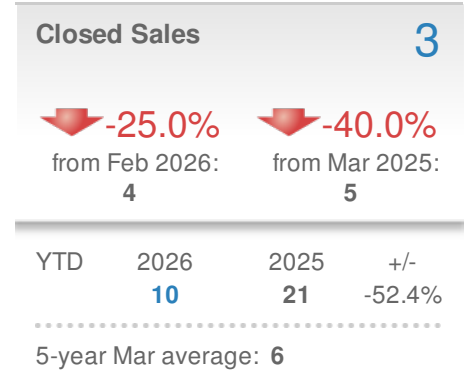 Closed Sales 3
-25.0% -40.0%
from Feb 2026: from Mar 2025:
4 5
YTD 2026 2025 +/-
10 21 -52.4%
5-year Mar average: 6